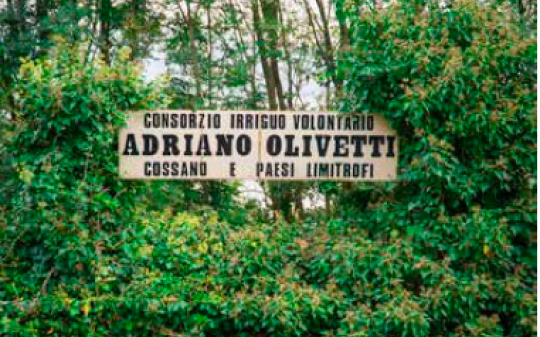 CONSORZIO IRRIGUO VOLONTARIO
ADRIANO OLIVETTI
COSSANO E PAESI LIMITROFI